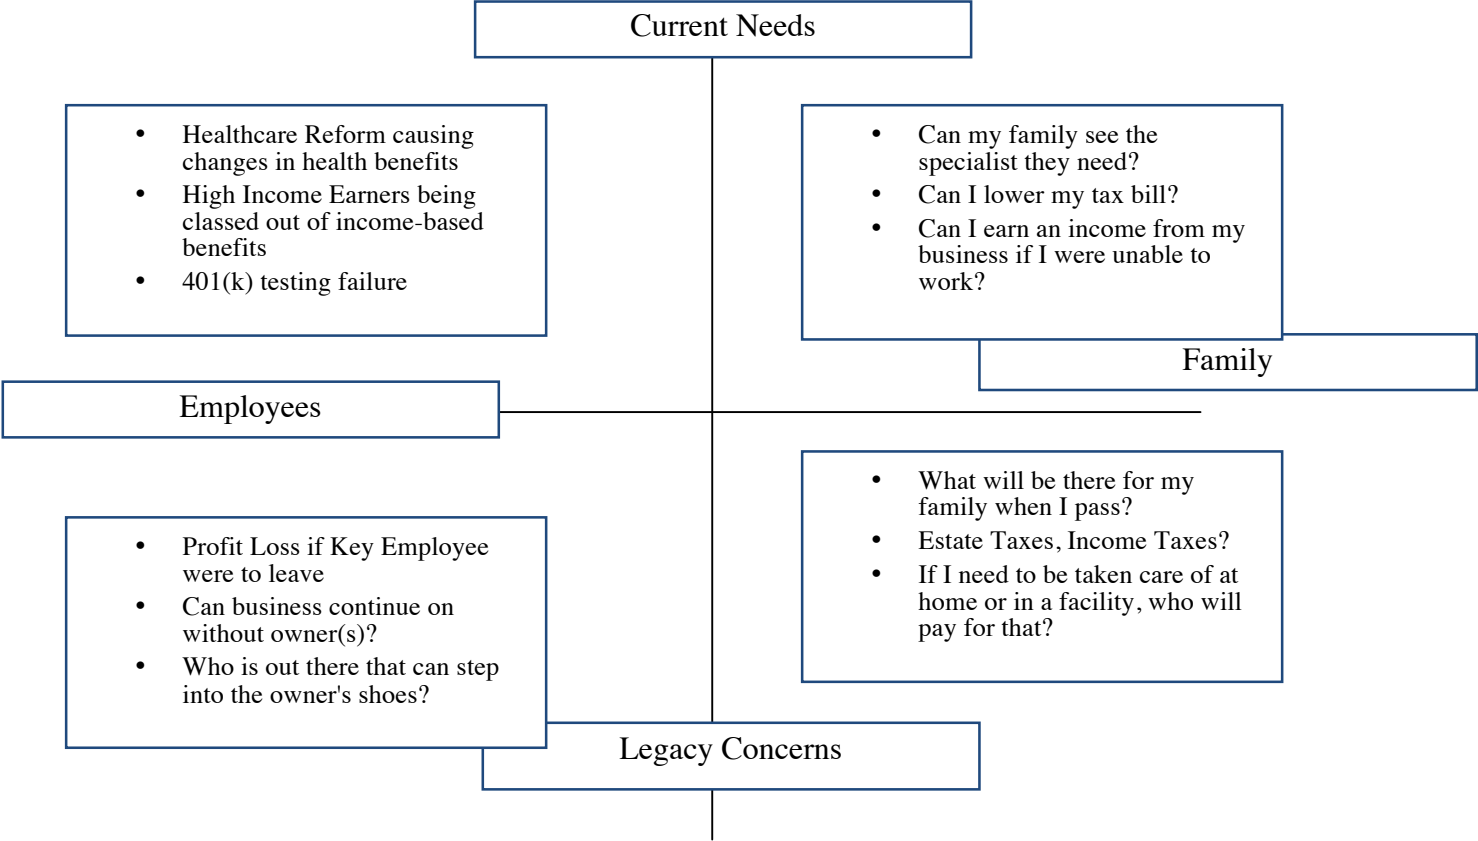 Current Needs
• Healthcare Reform causing
changes in health benefits
• High Income Earners being
classed out of income-based
benefits
• 401(k) testing failure
• Can my family see the
specialist they need?
• Can I lower my tax bill?
• Can I earn an income from my
business if I were unable to
work?
Family
Employees
• What will be there for my
family when I pass?
• Estate Taxes, Income Taxes?
• If I need to be taken care of at
home or in a facility, who will
pay for that?
• Profit Loss if Key Employee
were to leave
• Can business continue on
without owner(s)?
• Who is out there that can step
into the owner's shoes?
Legacy Concerns